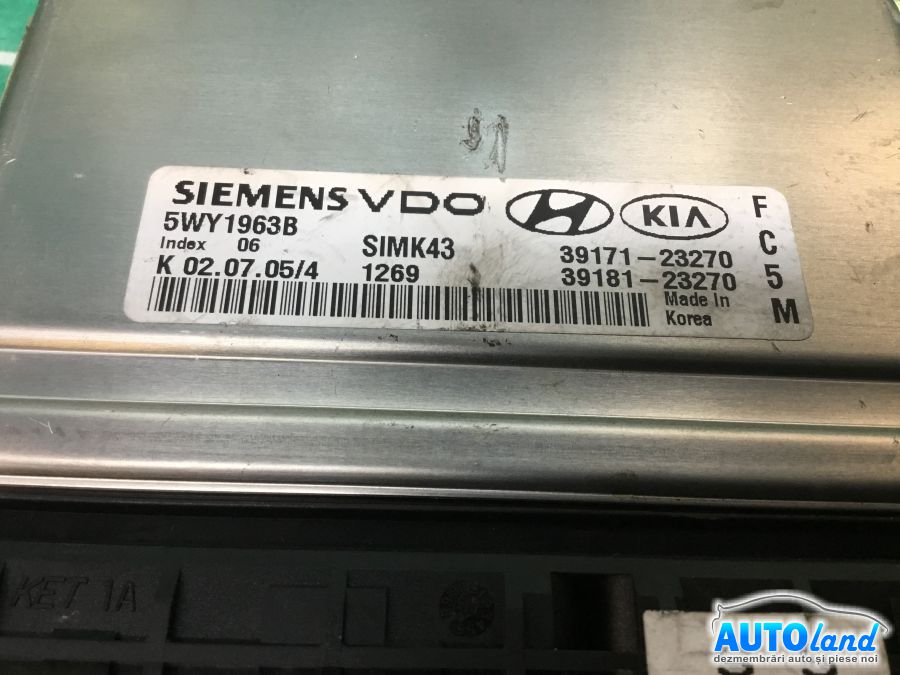 SIEMENS VDO KIA
5WY1963B
Index 06
SIMK43
39171-23270
K 02.07.05/4
1269
39181-23270
Made In
Korea
F
C
5
M
KET 1A
AUTOland
dezmembrări auto și piese noi